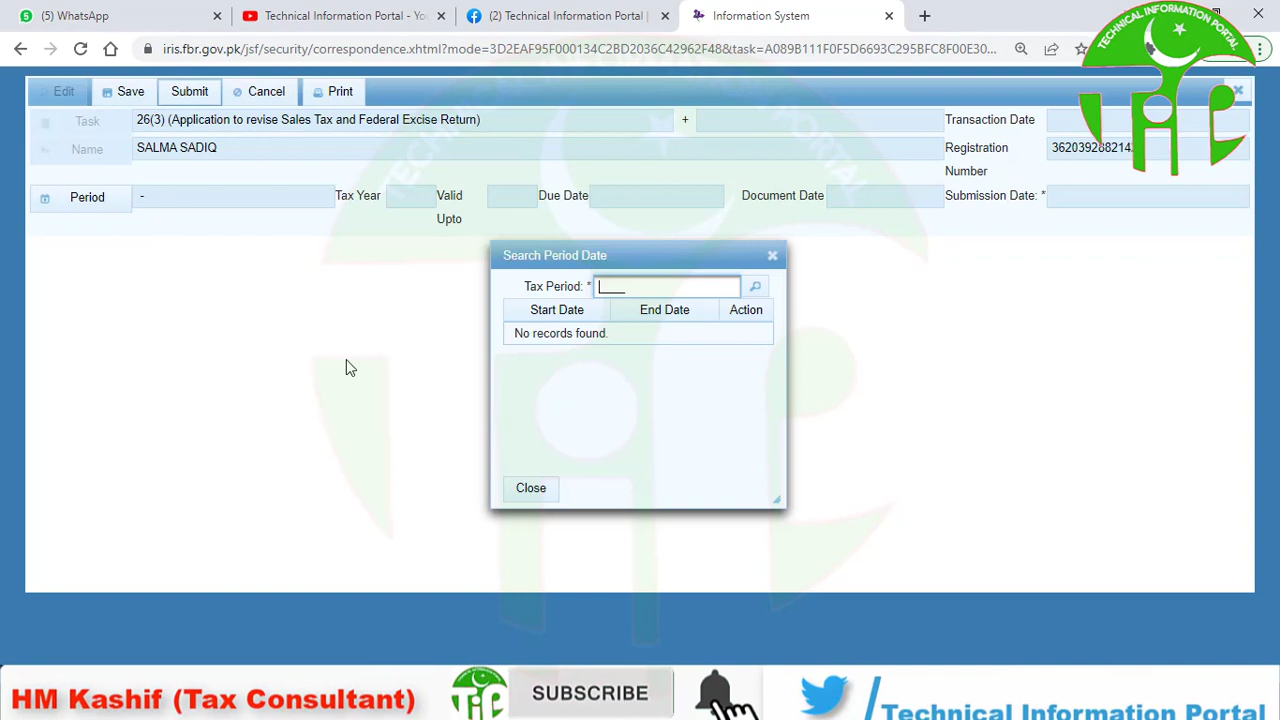 (5) WhatsApp
Technical Information Portal - Yo
(2) Technical Information Portal |
Information System
iris.fbr.gov.pk/jsf/security/correspondence.xhtml?mode=3D2EAF95F000134C2BD2036C42962F48&task=A089B111F0F5D6693C295BFC8F00E30...
TECHNICAL INFORMATION PORTAL
Edit Save Submit Cancel Print
Task 26(3) (Application to revise Sales Tax and Federal Excise Return) + Transaction Date
Name SALMA SADIQ Registration Number
Period - Tax Year Valid Upto Due Date Document Date Submission Date: *
Search Period Date
Tax Period: * ____
Start Date End Date Action
No records found.
Close
HM Kashif (Tax Consultant)
SUBSCRIBE
Technical Information Portal